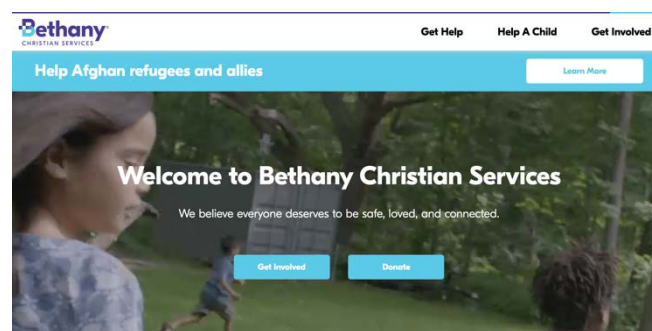 Bethany
CHRISTIAN SERVICES
Get Help Help A Child Get Involved
Help Afghan refugees and allies
Learn More
Welcome to Bethany Christian Services
We believe everyone deserves to be safe, loved, and connected.
Get Involved Donate